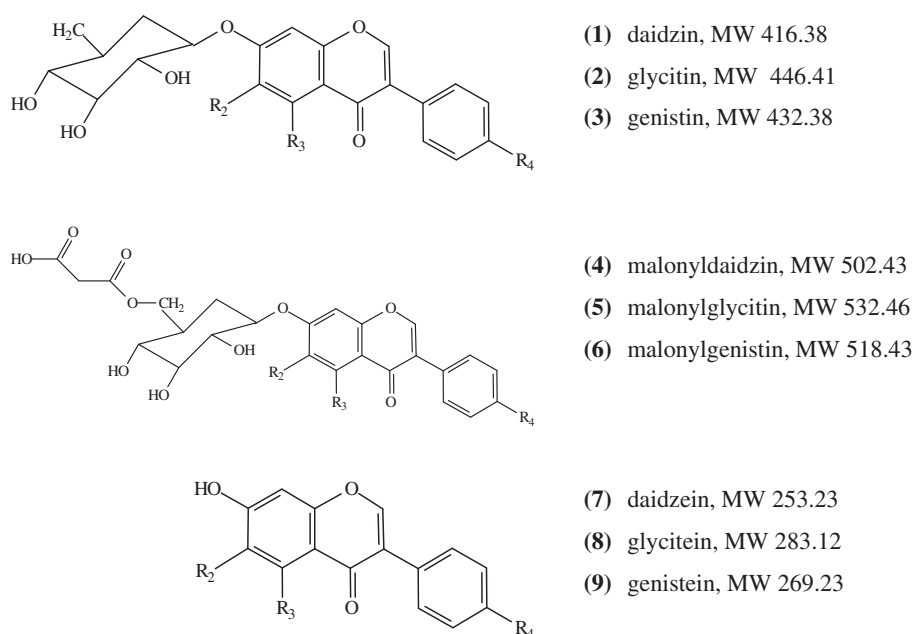 H₂C
O
O
(1) daidzin, MW 416.38
HO
HO
OH
R₂
R₃
O
R₄
(2) glycitin, MW 446.41
(3) genistin, MW 432.38
O
HO
O
O
CH₂
O
O
(4) malonyldaidzin, MW 502.43
HO
HO
OH
R₂
R₃
O
R₄
(5) malonylglycitin, MW 532.46
(6) malonylgenistin, MW 518.43
HO
O
(7) daidzein, MW 253.23
R₂
R₃
O
R₄
(8) glycitein, MW 283.12
(9) genistein, MW 269.23